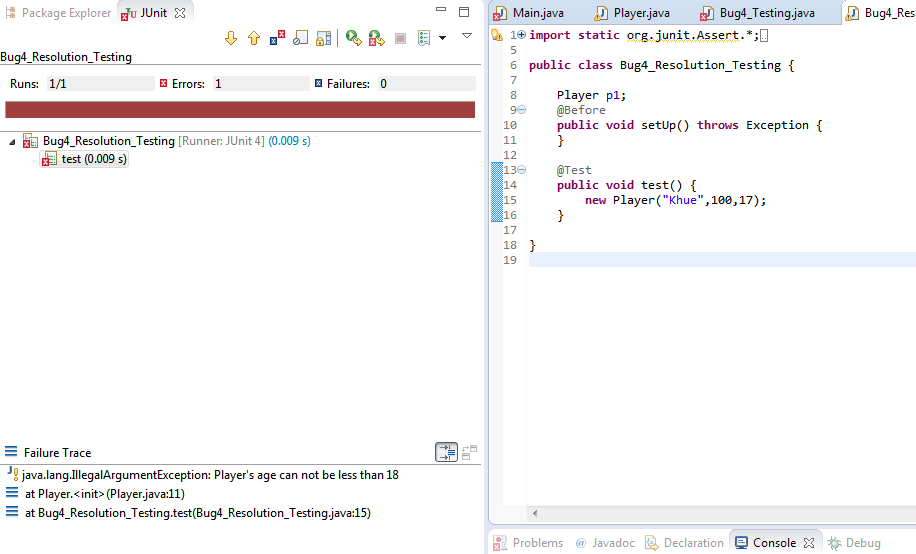 Package Explorer JUnit
Bug4_Resolution_Testing
Runs: 1/1 Errors: 1 Failures: 0
Bug4_Resolution_Testing [Runner: JUnit 4] (0.009 s)
test (0.009 s)
Failure Trace
java.lang.IllegalArgumentException: Player's age can not be less than 18
at Player.<init>(Player.java:11)
at Bug4_Resolution_Testing.test(Bug4_Resolution_Testing.java:15)
Main.java Player.java Bug4_Testing.java Bug4_Res
1 import static org.junit.Assert.*;
5
6 public class Bug4_Resolution_Testing {
7
8 Player p1;
9 @Before
10 public void setUp() throws Exception {
11 }
12
13 @Test
14 public void test() {
15 new Player("Khue",100,17);
16 }
17
18 }
19
Problems @ Javadoc Declaration Console Debug